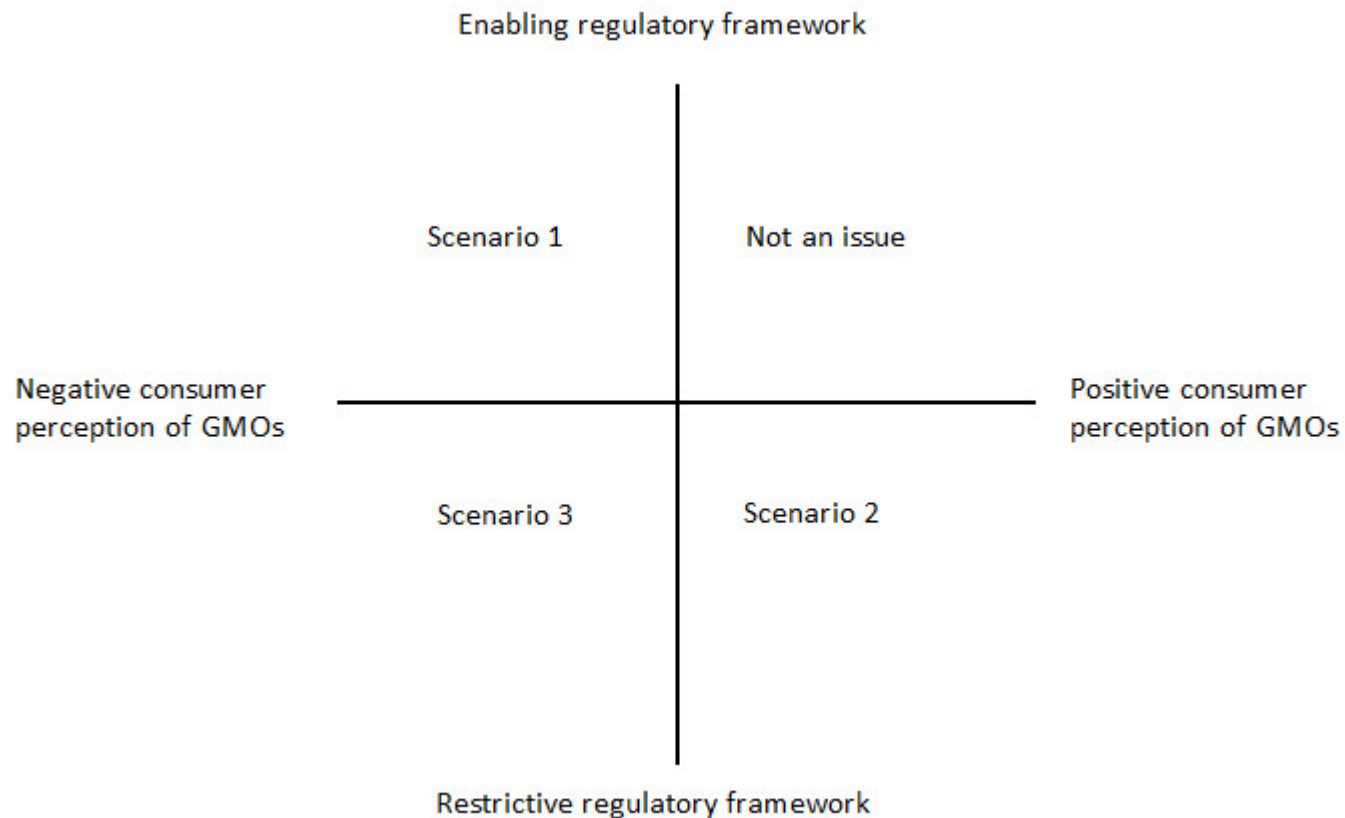 Enabling regulatory framework
Scenario 1
Not an issue
Negative consumer
perception of GMOs
Positive consumer
perception of GMOs
Scenario 3
Scenario 2
Restrictive regulatory framework